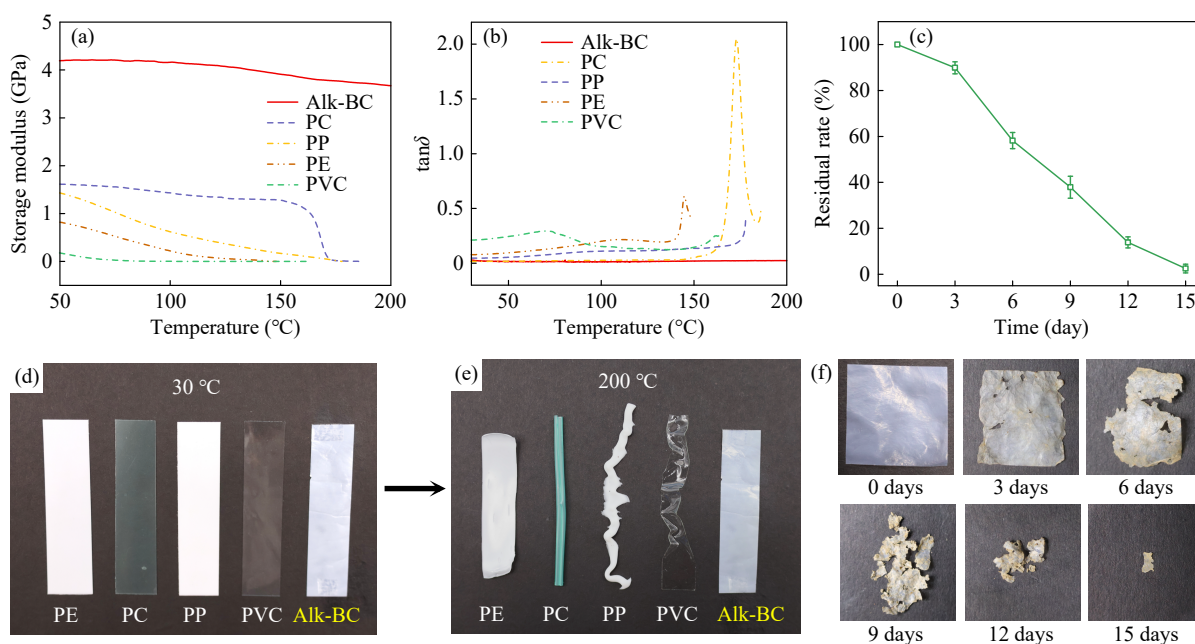 (a)
Storage modulus (GPa)
5
4
3
2
1
0
Alk-BC
PC
PP
PE
PVC
50
100
150
200
Temperature (℃)
(b)
tanδ
2.0
1.5
1.0
0.5
0
Alk-BC
PC
PP
PE
PVC
50
100
150
200
Temperature (℃)
(c)
Residual rate (%)
100
80
60
40
20
0
0
3
6
9
12
15
Time (day)
(d)
30 ℃
PE
PC
PP
PVC
Alk-BC
(e)
200 ℃
PE
PC
PP
PVC
Alk-BC
(f)
0 days
3 days
6 days
9 days
12 days
15 days